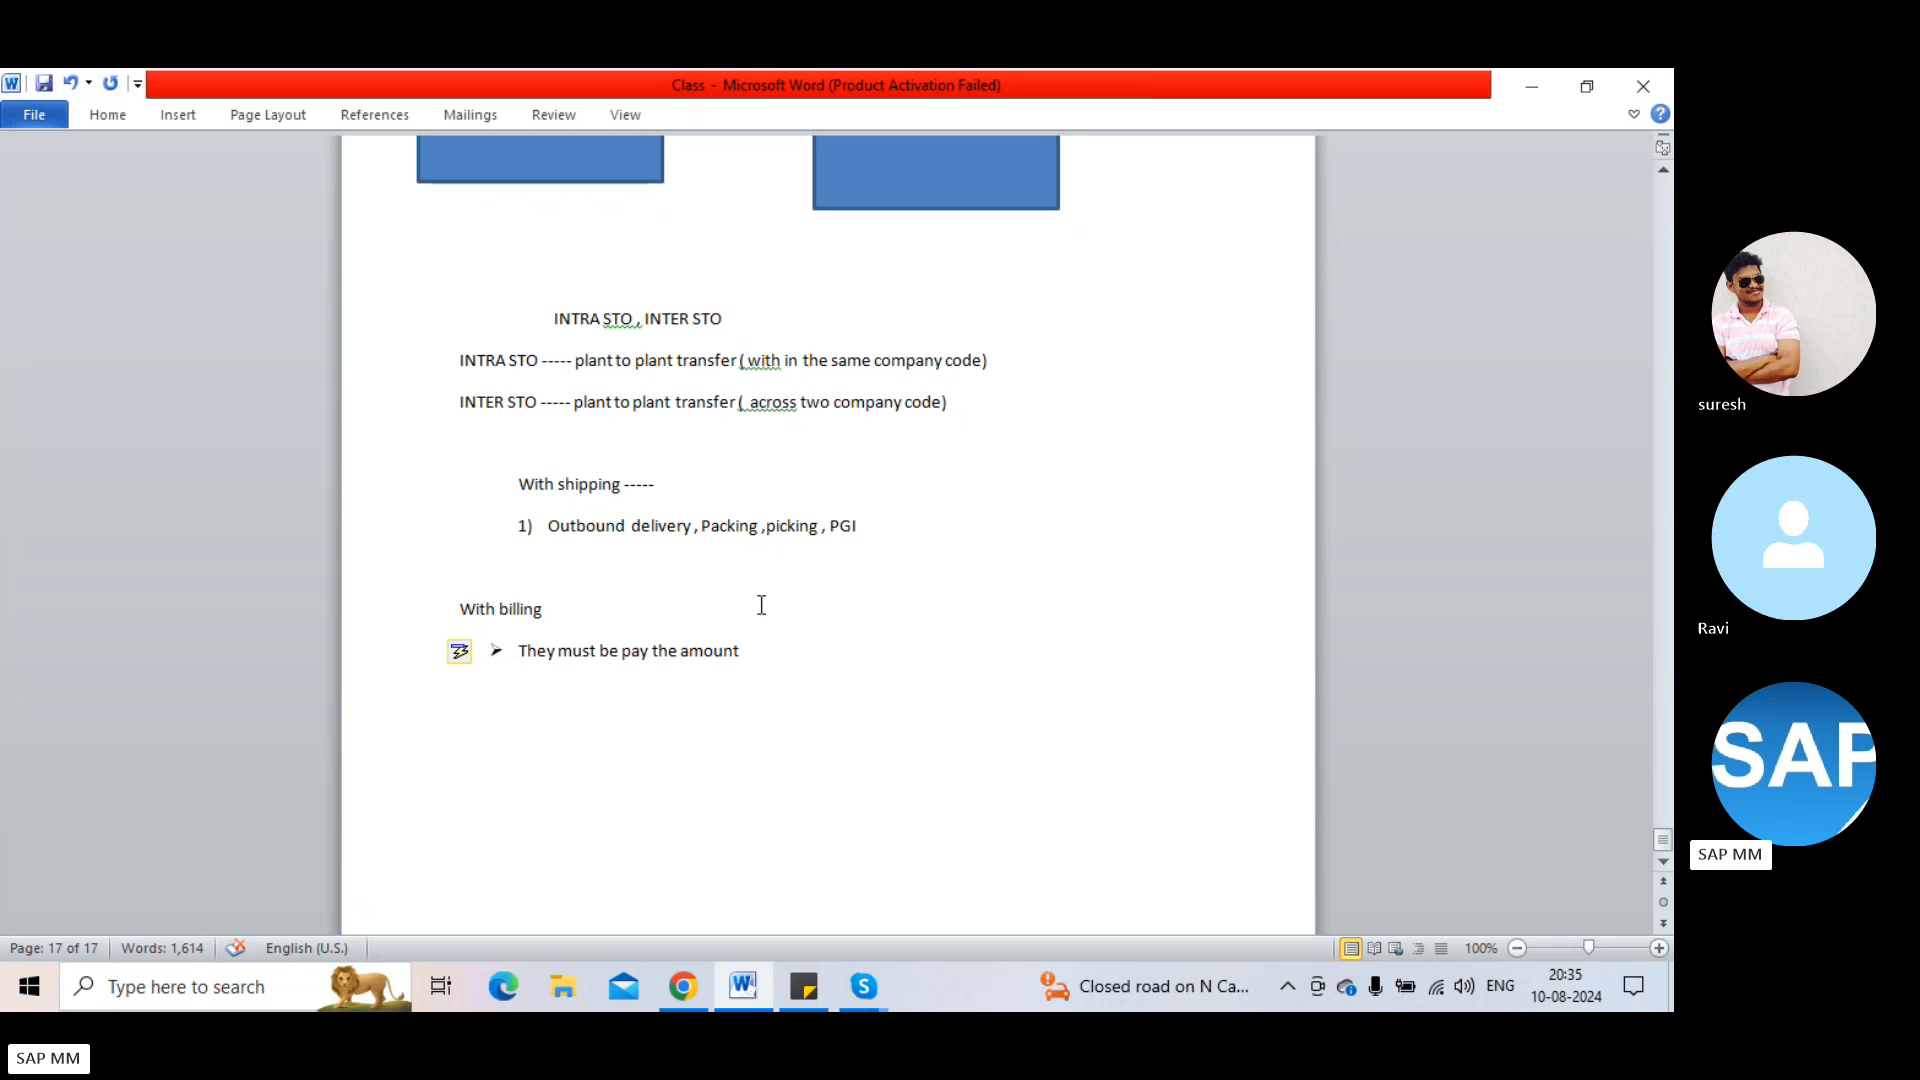 Class - Microsoft Word (Product Activation Failed)
File Home Insert Page Layout References Mailings Review View
INTRA STO , INTER STO
INTRA STO ----- plant to plant transfer ( with in the same company code)
INTER STO ----- plant to plant transfer ( across two company code)
With shipping -----
1) Outbound delivery , Packing ,picking , PGI
With billing
➢ They must be pay the amount
suresh
Ravi
SAP
SAP MM
Page: 17 of 17 Words: 1,614 English (U.S.) 100%
Type here to search
Closed road on N Ca...
ENG
20:35
10-08-2024
SAP MM